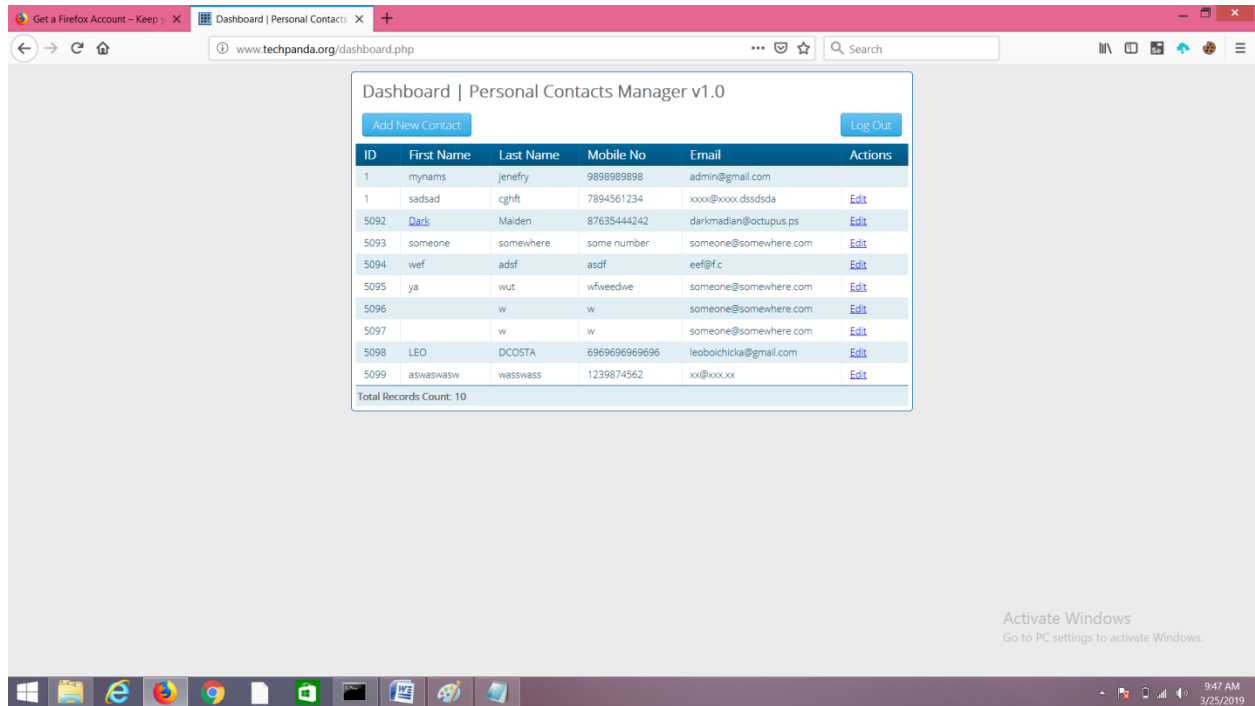 Get a Firefox Account – Keep y
Dashboard | Personal Contacts
www.techpanda.org/dashboard.php
Search
Dashboard | Personal Contacts Manager v1.0
Add New Contact Log Out
ID First Name Last Name Mobile No Email Actions
1 mynams jenefry 9898989898 admin@gmail.com
1 sadsad cghft 7894561234 xxxx@xxxx.dssdsda Edit
5092 Dark Maiden 87635444242 darkmadian@octupus.ps Edit
5093 someone somewhere some number someone@somewhere.com Edit
5094 wef adsf asdf eef@f.c Edit
5095 ya wut wfweedwe someone@somewhere.com Edit
5096 w w someone@somewhere.com Edit
5097 w w someone@somewhere.com Edit
5098 LEO DCOSTA 6969696969696 leoboichicka@gmail.com Edit
5099 aswaswasw wasswass 1239874562 xx@xxx.xx Edit
Total Records Count: 10
Activate Windows
Go to PC settings to activate Windows.
9:47 AM
3/25/2019